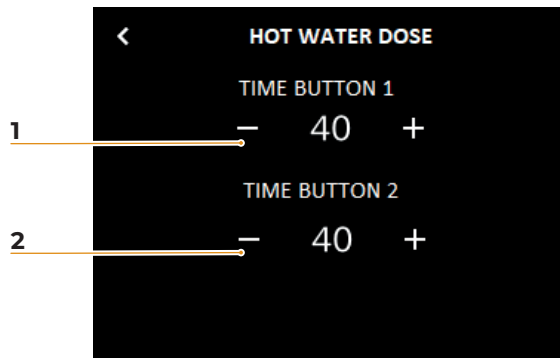 HOT WATER DOSE
TIME BUTTON 1
1
− 40 +
TIME BUTTON 2
2
− 40 +